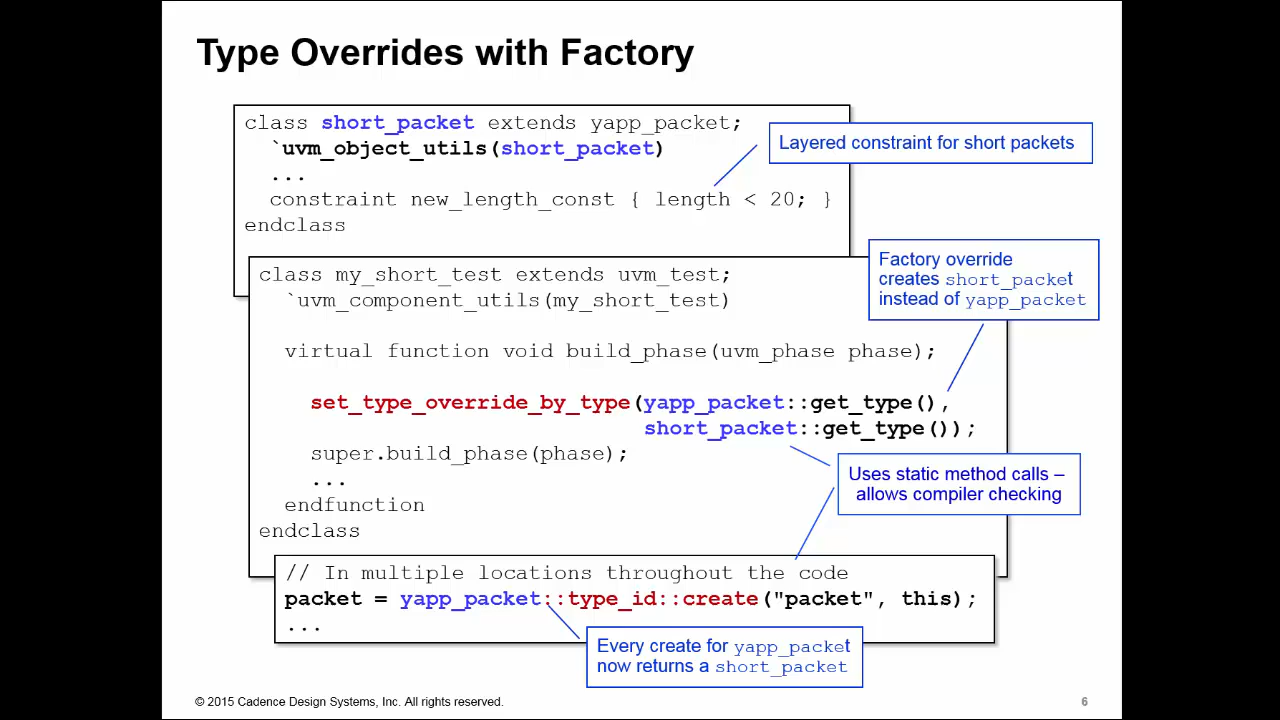 Type Overrides with Factory
class short_packet extends yapp_packet;
`uvm_object_utils(short_packet)
...
constraint new_length_const { length < 20; }
endclass
Layered constraint for short packets
class my_short_test extends uvm_test;
`uvm_component_utils(my_short_test)
Factory override
creates short_packet
instead of yapp_packet
virtual function void build_phase(uvm_phase phase);
set_type_override_by_type(yapp_packet::get_type(),
short_packet::get_type());
super.build_phase(phase);
...
endfunction
endclass
Uses static method calls –
allows compiler checking
// In multiple locations throughout the code
packet = yapp_packet::type_id::create("packet", this);
...
Every create for yapp_packet
now returns a short_packet
© 2015 Cadence Design Systems, Inc. All rights reserved.
6